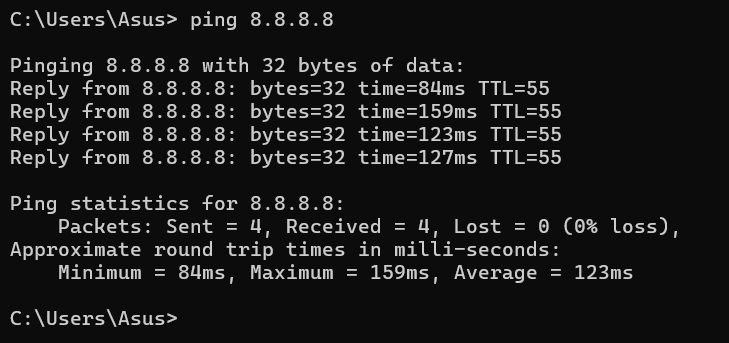 C:\Users\Asus> ping 8.8.8.8
Pinging 8.8.8.8 with 32 bytes of data:
Reply from 8.8.8.8: bytes=32 time=84ms TTL=55
Reply from 8.8.8.8: bytes=32 time=159ms TTL=55
Reply from 8.8.8.8: bytes=32 time=123ms TTL=55
Reply from 8.8.8.8: bytes=32 time=127ms TTL=55
Ping statistics for 8.8.8.8:
    Packets: Sent = 4, Received = 4, Lost = 0 (0% loss),
Approximate round trip times in milli-seconds:
    Minimum = 84ms, Maximum = 159ms, Average = 123ms
C:\Users\Asus>